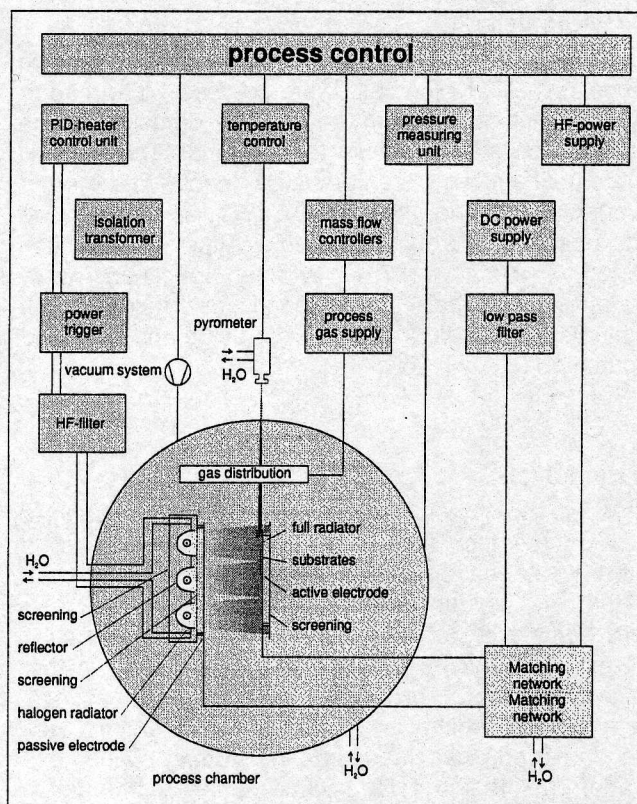 process control
PID-heater
control unit
temperature
control
pressure
measuring
unit
HF-power
supply
isolation
transformer
mass flow
controllers
DC power
supply
power
trigger
pyrometer
process
gas supply
low pass
filter
vacuum system
H₂O
HF-filter
gas distribution
full radiator
substrates
active electrode
screening
H₂O
screening
reflector
screening
halogen radiator
passive electrode
Matching
network
Matching
network
process chamber
H₂O
H₂O